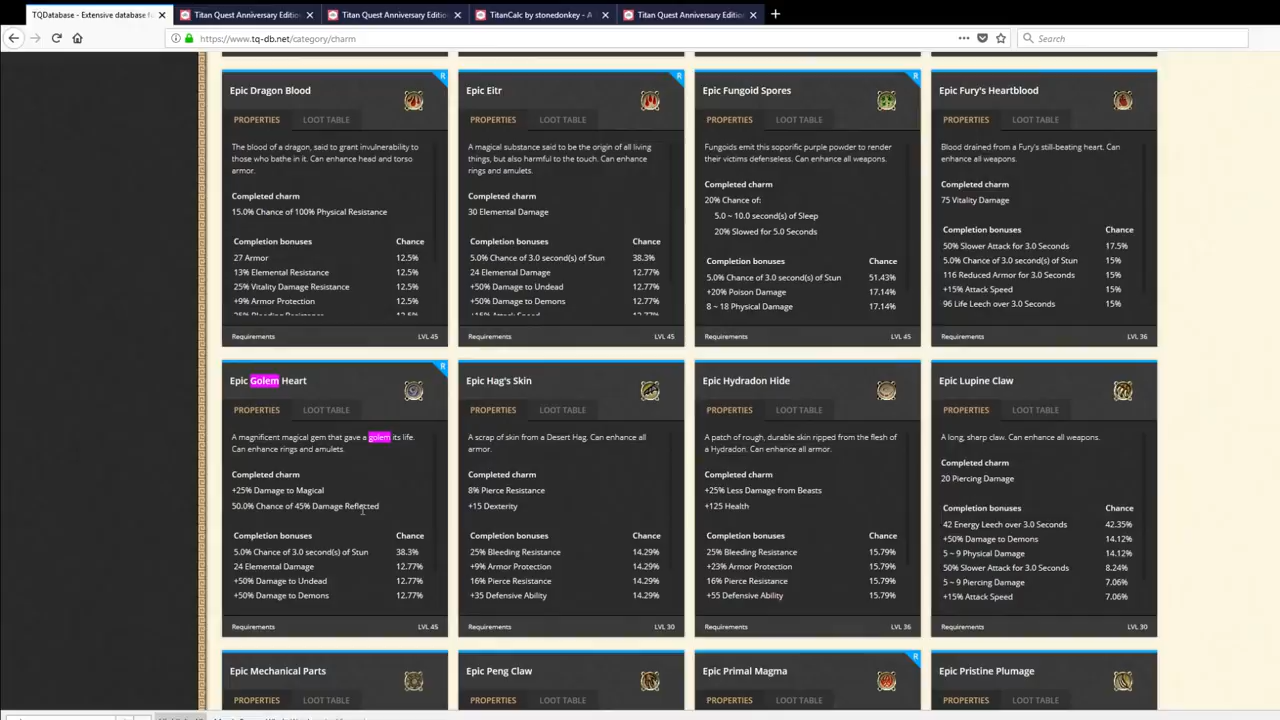 TQDatabase - Extensive database f
Titan Quest Anniversary Edition
Titan Quest Anniversary Edition
TitanCalc by stonedonkey - A
Titan Quest Anniversary Edition
https://www.tq-db.net/category/charm
Search
Epic Dragon Blood
R
PROPERTIES
LOOT TABLE
The blood of a dragon, said to grant invulnerability to
those who bathe in it. Can enhance head and torso
armor.
Completed charm
15.0% Chance of 100% Physical Resistance
Completion bonuses Chance
27 Armor 12.5%
13% Elemental Resistance 12.5%
25% Vitality Damage Resistance 12.5%
+9% Armor Protection 12.5%
25% Bleeding Resistance 12.5%
Requirements LVL 45
Epic Eitr
PROPERTIES
LOOT TABLE
A magical substance said to be the origin of all living
things, but also harmful to the touch. Can enhance
rings and amulets.
Completed charm
30 Elemental Damage
Completion bonuses Chance
5.0% Chance of 3.0 second(s) of Stun 38.3%
24 Elemental Damage 12.77%
+50% Damage to Undead 12.77%
+50% Damage to Demons 12.77%
+15% Attack Speed 12.77%
Requirements LVL 45
Epic Fungoid Spores
R
PROPERTIES
LOOT TABLE
Fungoids emit this soporific purple powder to render
their victims defenseless. Can enhance all weapons.
Completed charm
20% Chance of:
5.0 ~ 10.0 second(s) of Sleep
20% Slowed for 5.0 Seconds
Completion bonuses Chance
5.0% Chance of 3.0 second(s) of Stun 51.43%
+20% Poison Damage 17.14%
8 ~ 18 Physical Damage 17.14%
Requirements LVL 45
Epic Fury's Heartblood
PROPERTIES
LOOT TABLE
Blood drained from a Fury's still-beating heart. Can
enhance all weapons.
Completed charm
75 Vitality Damage
Completion bonuses Chance
50% Slower Attack for 3.0 Seconds 17.5%
5.0% Chance of 3.0 second(s) of Stun 15%
116 Reduced Armor for 3.0 Seconds 15%
+15% Attack Speed 15%
96 Life Leech over 3.0 Seconds 15%
Requirements LVL 36
Epic Golem Heart
R
PROPERTIES
LOOT TABLE
A magnificent magical gem that gave a golem its life.
Can enhance rings and amulets.
Completed charm
+25% Damage to Magical
50.0% Chance of 45% Damage Reflected
Completion bonuses Chance
5.0% Chance of 3.0 second(s) of Stun 38.3%
24 Elemental Damage 12.77%
+50% Damage to Undead 12.77%
+50% Damage to Demons 12.77%
Requirements LVL 45
Epic Hag's Skin
PROPERTIES
LOOT TABLE
A scrap of skin from a Desert Hag. Can enhance all
armor.
Completed charm
8% Pierce Resistance
+15 Dexterity
Completion bonuses Chance
25% Bleeding Resistance 14.29%
+9% Armor Protection 14.29%
16% Pierce Resistance 14.29%
+35 Defensive Ability 14.29%
Requirements LVL 30
Epic Hydradon Hide
PROPERTIES
LOOT TABLE
A patch of rough, durable skin ripped from the flesh of
a Hydradon. Can enhance all armor.
Completed charm
+25% Less Damage from Beasts
+125 Health
Completion bonuses Chance
25% Bleeding Resistance 15.79%
+23% Armor Protection 15.79%
16% Pierce Resistance 15.79%
+55 Defensive Ability 15.79%
Requirements LVL 36
Epic Lupine Claw
PROPERTIES
LOOT TABLE
A long, sharp claw. Can enhance all weapons.
Completed charm
20 Piercing Damage
Completion bonuses Chance
42 Energy Leech over 3.0 Seconds 42.35%
+50% Damage to Demons 14.12%
5 ~ 9 Physical Damage 14.12%
50% Slower Attack for 3.0 Seconds 8.24%
5 ~ 9 Piercing Damage 7.06%
+15% Attack Speed 7.06%
Requirements LVL 30
Epic Mechanical Parts
PROPERTIES
LOOT TABLE
Epic Peng Claw
PROPERTIES
LOOT TABLE
Epic Primal Magma
R
PROPERTIES
LOOT TABLE
Epic Pristine Plumage
PROPERTIES
LOOT TABLE